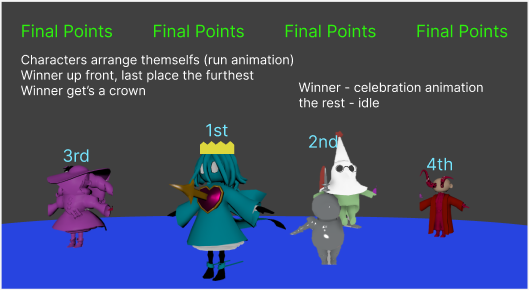 Final Points Final Points Final Points Final Points
Characters arrange themselfs (run animation)
Winner up front, last place the furthest
Winner get's a crown
Winner - celebration animation
the rest - idle
1st
2nd
3rd
4th